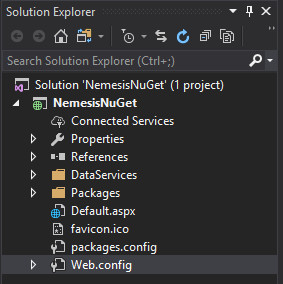 Solution Explorer
Search Solution Explorer (Ctrl+;)
Solution 'NemesisNuGet' (1 project)
NemesisNuGet
Connected Services
Properties
References
DataServices
Packages
Default.aspx
favicon.ico
packages.config
Web.config